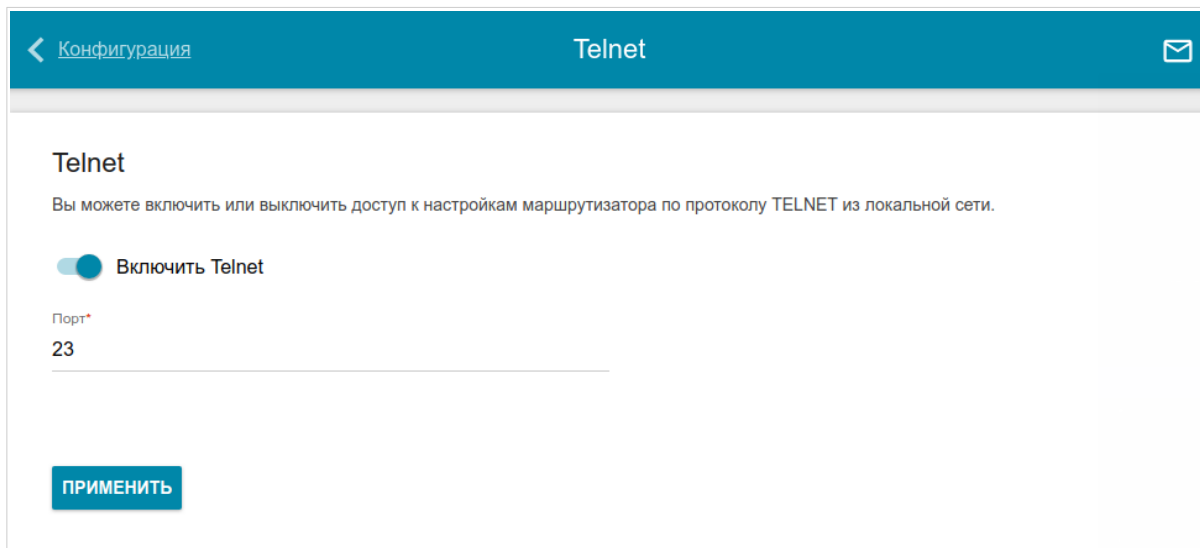 Конфигурация
Telnet
Telnet
Вы можете включить или выключить доступ к настройкам маршрутизатора по протоколу TELNET из локальной сети.
Включить Telnet
Порт*
23
ПРИМЕНИТЬ